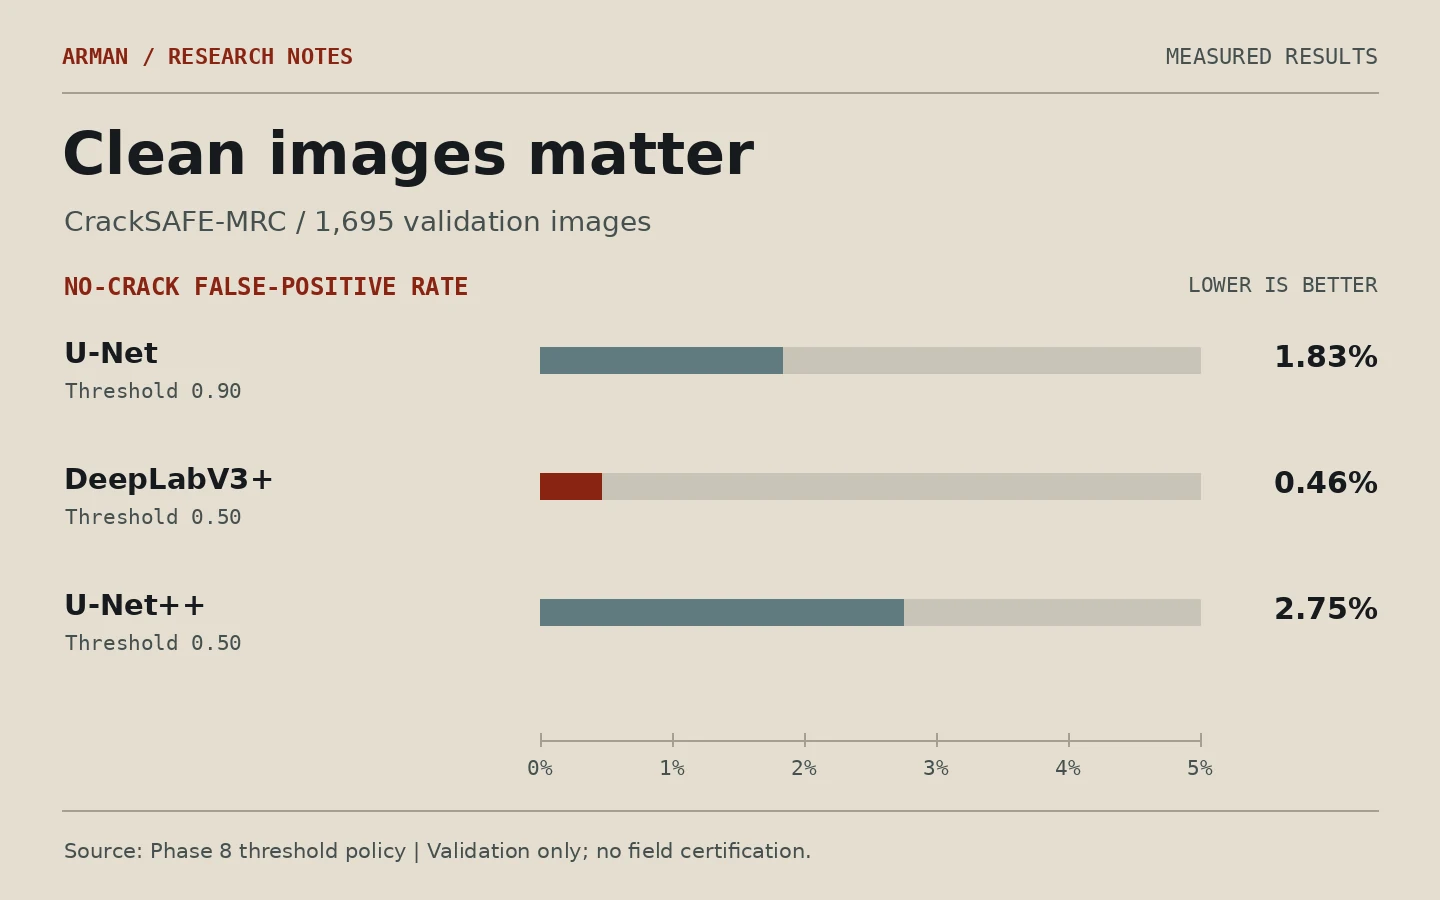 ARMAN / RESEARCH NOTES
MEASURED RESULTS
Clean images matter
CrackSAFE-MRC / 1,695 validation images
NO-CRACK FALSE-POSITIVE RATE
LOWER IS BETTER
U-Net
1.83%
Threshold 0.90
DeepLabV3+
0.46%
Threshold 0.50
U-Net++
2.75%
Threshold 0.50
0% 1% 2% 3% 4% 5%
Source: Phase 8 threshold policy | Validation only; no field certification.